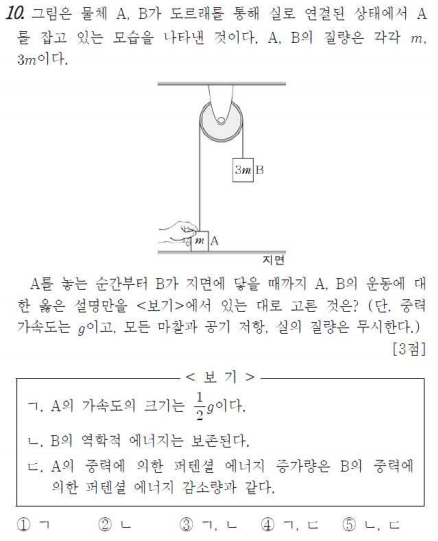 10. 그림은 물체 A, B가 도르래를 통해 실로 연결된 상태에서 A
를 잡고 있는 모습을 나타낸 것이다. A, B의 질량은 각각 m,
3m이다.
3m B
m A
지면
A를 놓는 순간부터 B가 지면에 닿을 때까지 A, B의 운동에 대
한 옳은 설명만을 <보기>에서 있는 대로 고른 것은? (단, 중력
가속도는 g이고, 모든 마찰과 공기 저항, 실의 질량은 무시한다.)
[3점]
< 보 기 >
ㄱ. A의 가속도의 크기는 1/2 g이다.
ㄴ. B의 역학적 에너지는 보존된다.
ㄷ. A의 중력에 의한 퍼텐셜 에너지 증가량은 B의 중력에
의한 퍼텐셜 에너지 감소량과 같다.
① ㄱ ② ㄴ ③ ㄱ, ㄴ ④ ㄱ, ㄷ ⑤ ㄴ, ㄷ